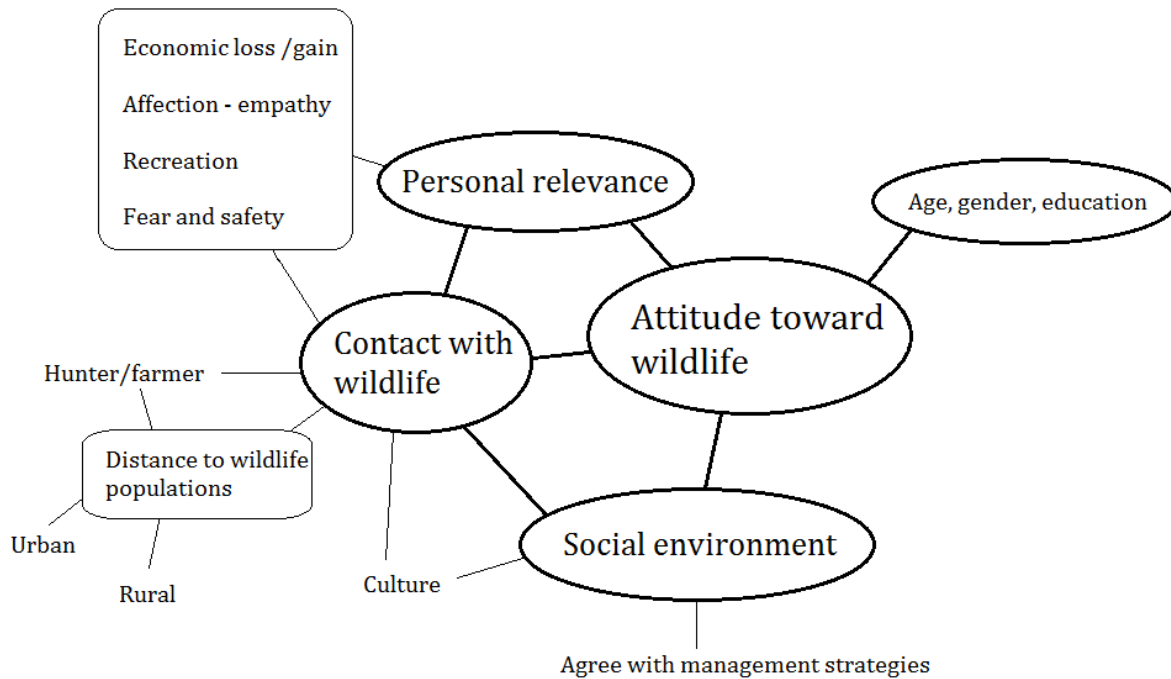 Economic loss /gain
Affection - empathy
Recreation
Fear and safety
Personal relevance
Age, gender, education
Attitude toward
wildlife
Contact with
wildlife
Hunter/farmer
Distance to wildlife
populations
Urban
Rural
Culture
Social environment
Agree with management strategies